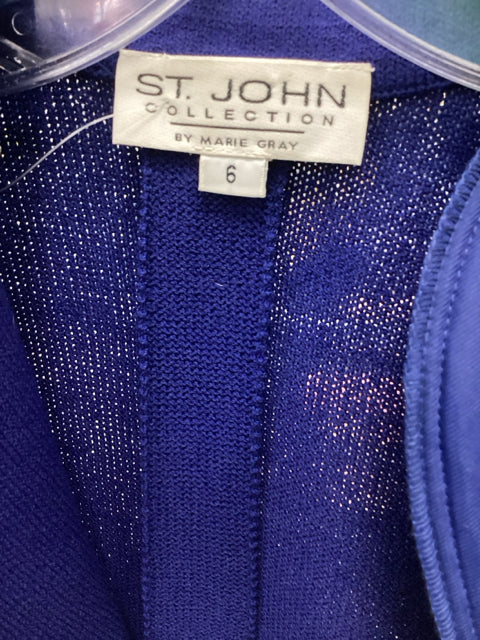 ST. JOHN
COLLECTION
BY MARIE GRAY
6